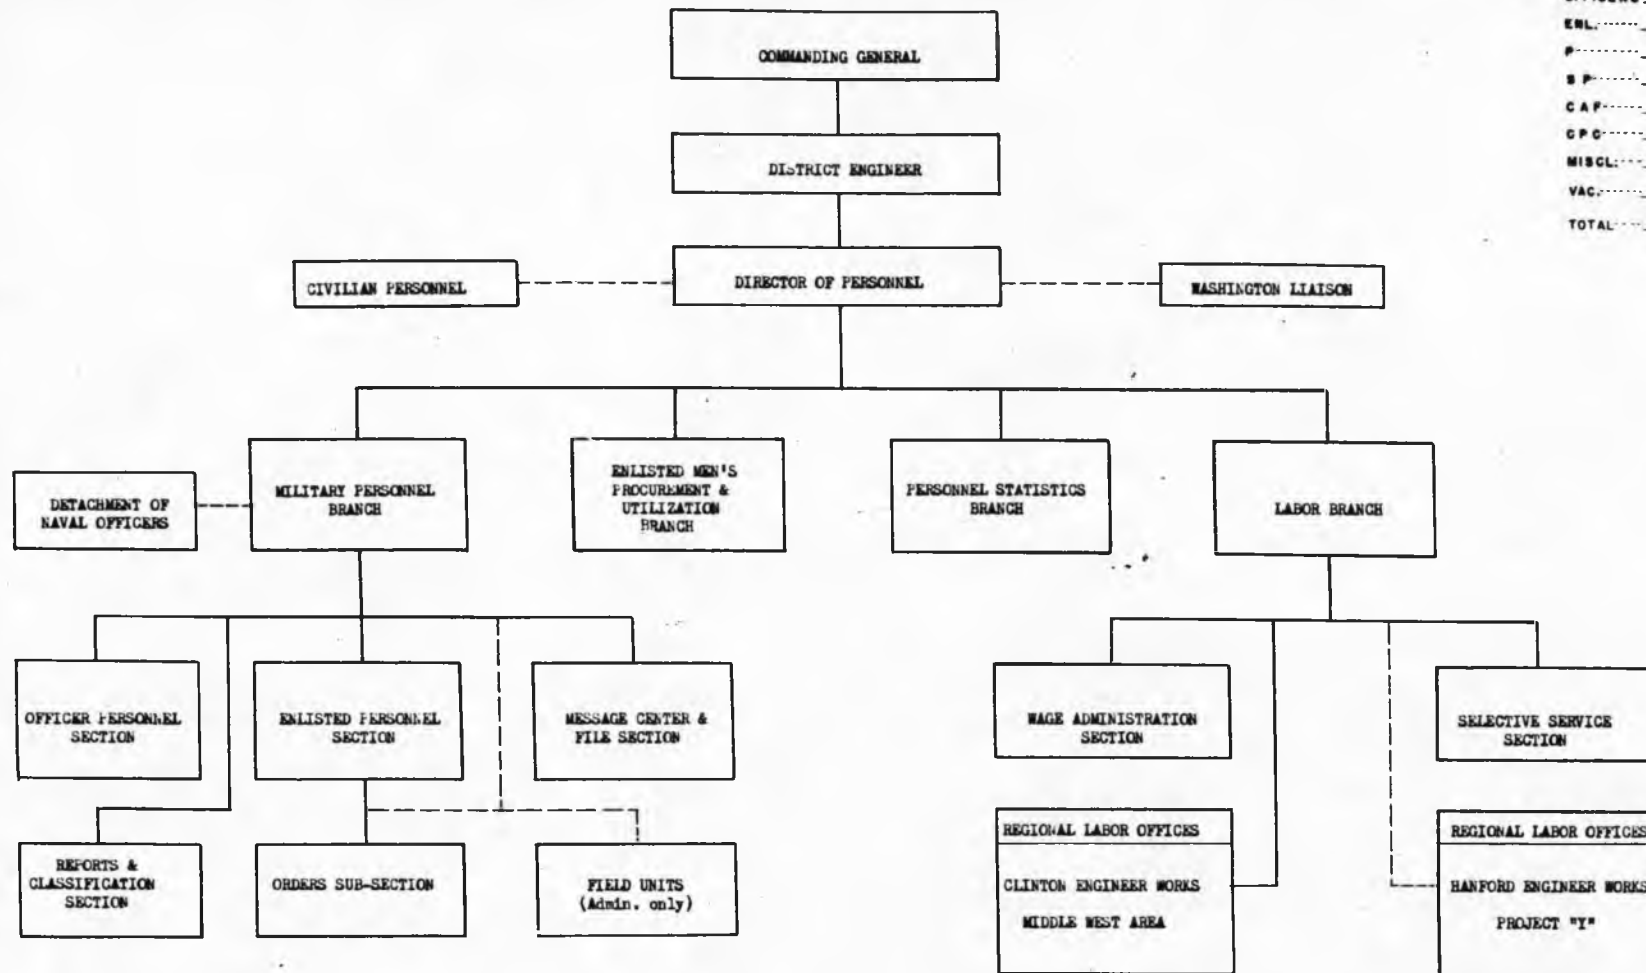 ENL.
P
S P
C A F
C P C
MISCL:
VAC.
TOTAL
COMMANDING GENERAL
DISTRICT ENGINEER
CIVILIAN PERSONNEL
DIRECTOR OF PERSONNEL
WASHINGTON LIAISON
DETACHMENT OF
NAVAL OFFICERS
MILITARY PERSONNEL
BRANCH
ENLISTED MEN'S
PROCUREMENT &
UTILIZATION
BRANCH
PERSONNEL STATISTICS
BRANCH
LABOR BRANCH
OFFICER PERSONNEL
SECTION
ENLISTED PERSONNEL
SECTION
MESSAGE CENTER &
FILE SECTION
WAGE ADMINISTRATION
SECTION
SELECTIVE SERVICE
SECTION
REPORTS &
CLASSIFICATION
SECTION
ORDERS SUB-SECTION
FIELD UNITS
(Admin. only)
REGIONAL LABOR OFFICES
CLINTON ENGINEER WORKS
MIDDLE WEST AREA
REGIONAL LABOR OFFICES
HANFORD ENGINEER WORKS
PROJECT "Y"